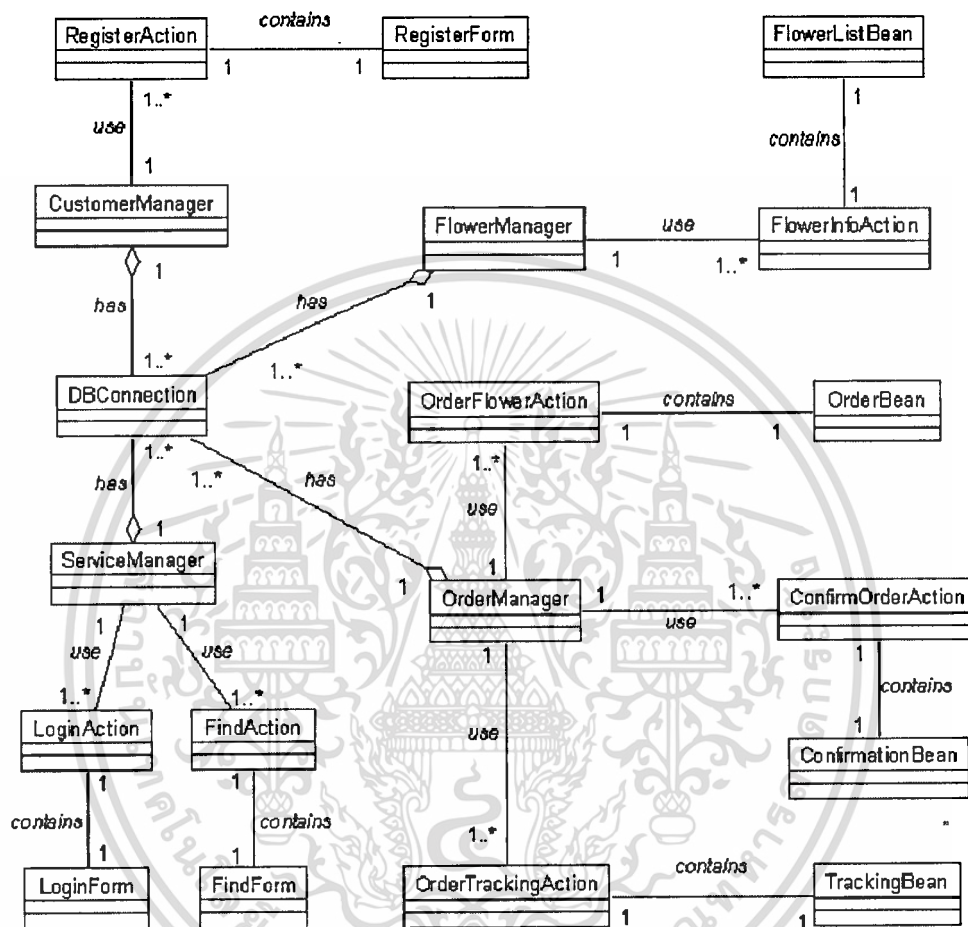 contains
RegisterAction
RegisterForm
FlowerListBean
1
1
1..*
1
use
contains
1
1
CustomerManager
FlowerManager
use
FlowerInfoAction
1
1
1..*
has
has
1
1..*
1..*
DBConnection
OrderFlowerAction
contains
OrderBean
1
1
1..*
1..*
1..*
has
has
use
1
1
ServiceManager
1
OrderManager
1
1..*
ConfirmOrderAction
use
1
1
1
1
use
use
contains
1..*
1..*
LoginAction
FindAction
use
ConfirmationBean
1
1
1
contains
contains
1..*
1
1
contains
LoginForm
FindForm
OrderTrackingAction
TrackingBean
1
1